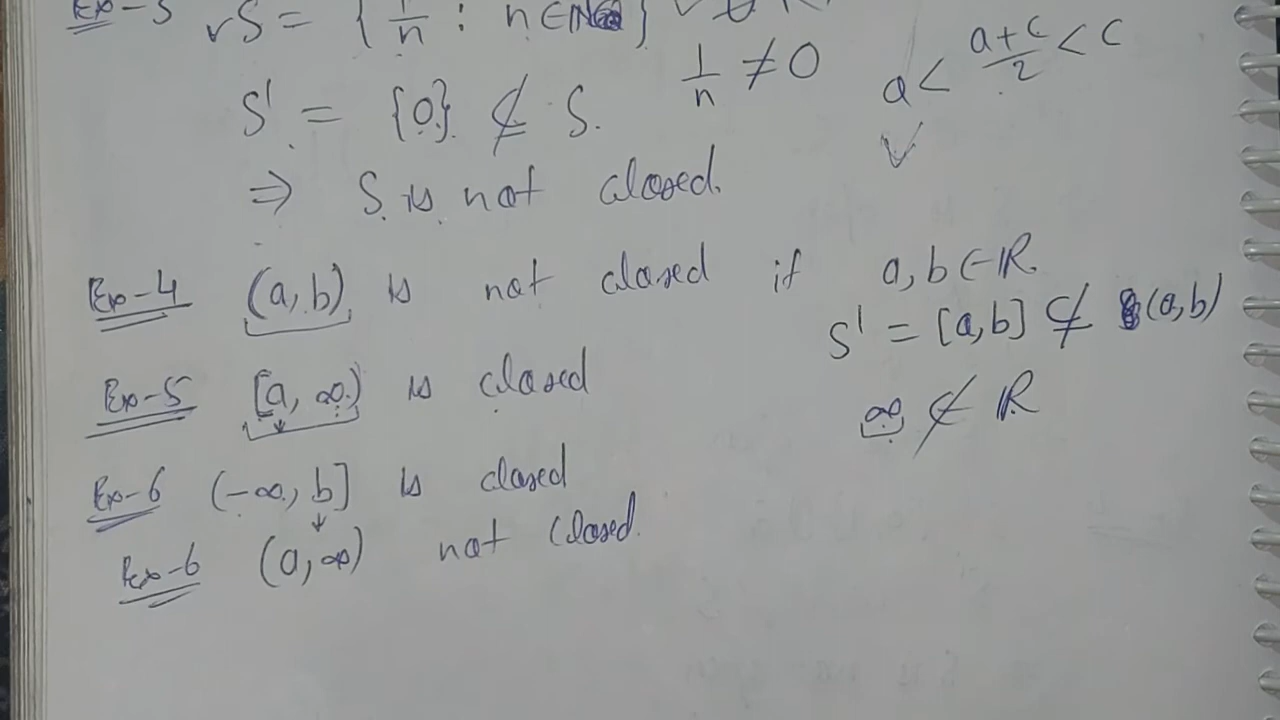 Ex-3 S = { 1/n : n ∈ N }
1/n ≠ 0
a < (a+c)/2 < c
S' = {0} ⊄ S.
⇒ S is not closed.
Ex-4 (a,b) is not closed if a, b ∈ R.
S' = [a,b] ⊄ (a,b)
Ex-5 [a, ∞) is closed
∞ ⊄ R
Ex-6 (-∞, b] is closed
Ex-6 (a, ∞) not closed.